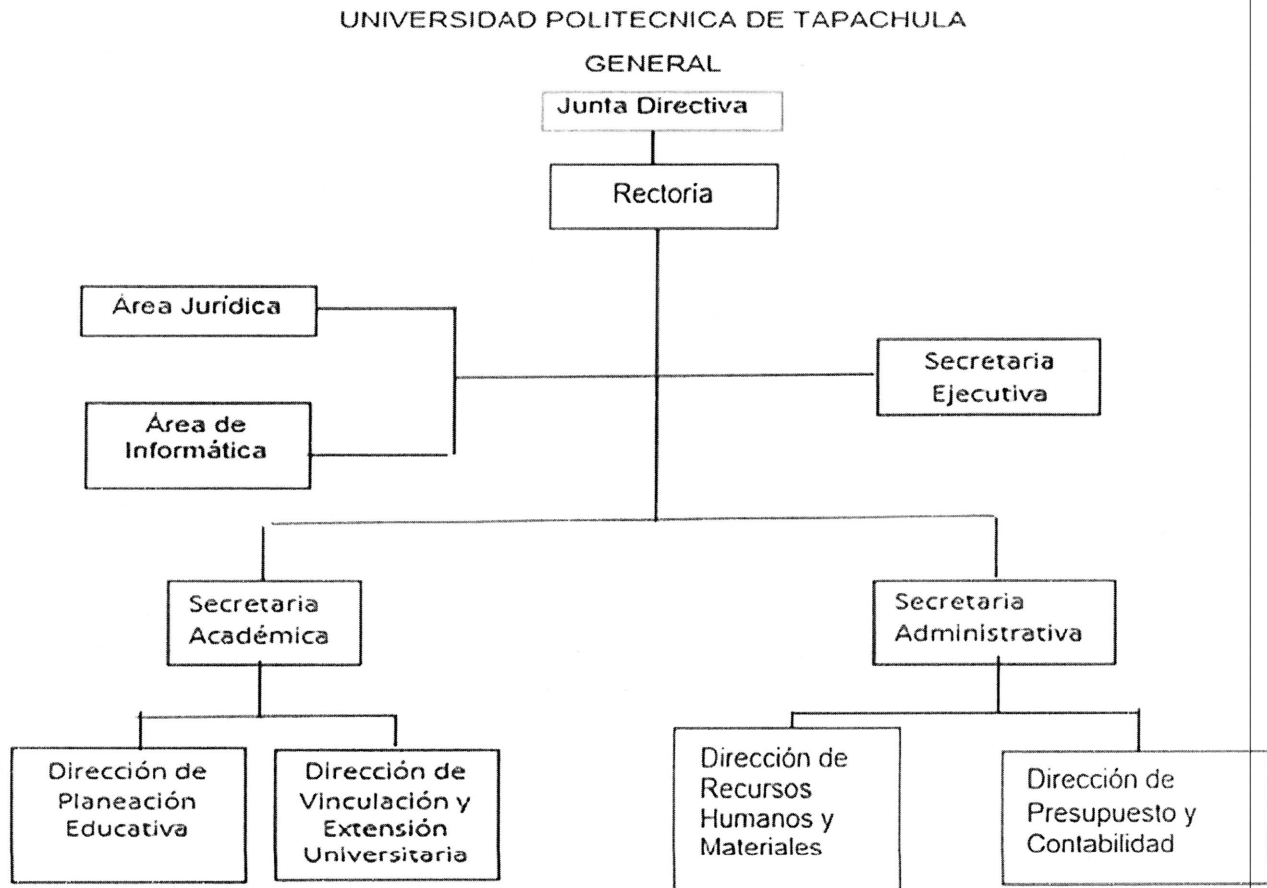 UNIVERSIDAD POLITECNICA DE TAPACHULA
GENERAL
Junta Directiva
Rectoría
Área Jurídica
Secretaria
Ejecutiva
Área de
Informática
Secretaria
Académica
Secretaria
Administrativa
Dirección de
Planeación
Educativa
Dirección de
Vinculación y
Extensión
Universitaria
Dirección de
Recursos
Humanos y
Materiales
Dirección de
Presupuesto y
Contabilidad